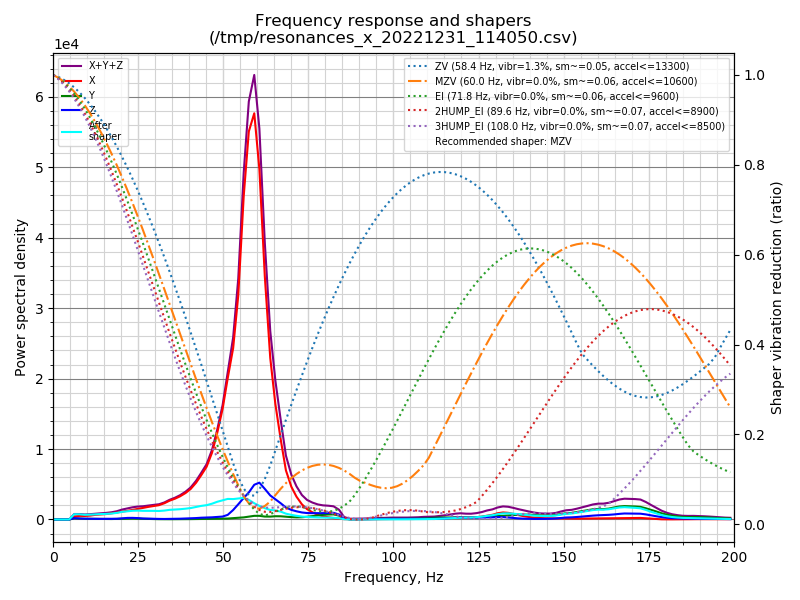 Frequency response and shapers
(/tmp/resonances_x_20221231_114050.csv)
1e4
X+Y+Z
X
Y
Z
After
shaper
ZV (58.4 Hz, vibr=1.3%, sm~=0.05, accel<=13300)
MZV (60.0 Hz, vibr=0.0%, sm~=0.06, accel<=10600)
EI (71.8 Hz, vibr=0.0%, sm~=0.06, accel<=9600)
2HUMP_EI (89.6 Hz, vibr=0.0%, sm~=0.07, accel<=8900)
3HUMP_EI (108.0 Hz, vibr=0.0%, sm~=0.07, accel<=8500)
Recommended shaper: MZV
Power spectral density
6
5
4
3
2
1
0
1.0
0.8
0.6
0.4
0.2
0.0
Shaper vibration reduction (ratio)
0 25 50 75 100 125 150 175 200
Frequency, Hz